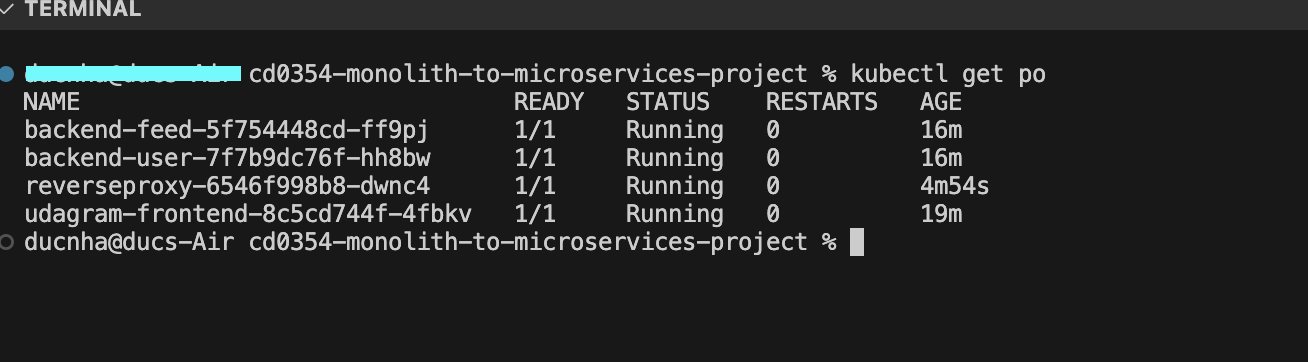 TERMINAL
cd0354-monolith-to-microservices-project % kubectl get po
NAME READY STATUS RESTARTS AGE
backend-feed-5f754448cd-ff9pj 1/1 Running 0 16m
backend-user-7f7b9dc76f-hh8bw 1/1 Running 0 16m
reverseproxy-6546f998b8-dwnc4 1/1 Running 0 4m54s
udagram-frontend-8c5cd744f-4fbkv 1/1 Running 0 19m
ducnha@ducs-Air cd0354-monolith-to-microservices-project %